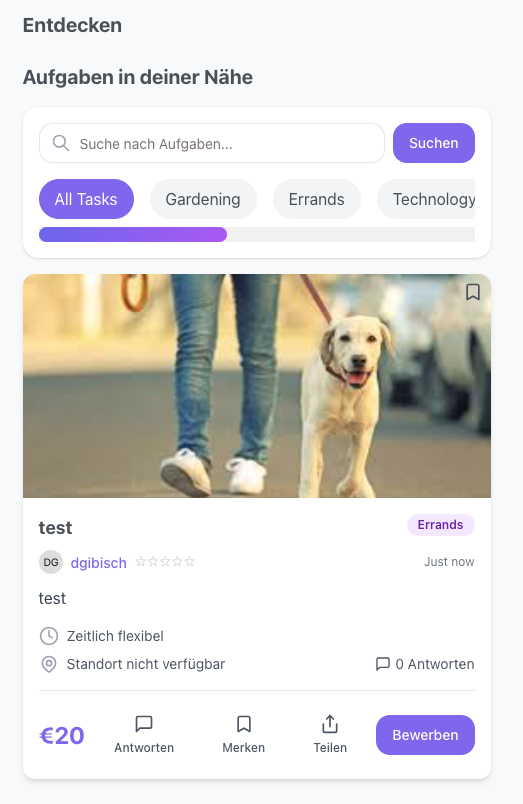 Entdecken
Aufgaben in deiner Nähe
Suche nach Aufgaben... Suchen
All Tasks Gardening Errands Technology
test Errands
DG dgibisch Just now
test
Zeitlich flexibel
Standort nicht verfügbar 0 Antworten
€20 Antworten Merken Teilen Bewerben